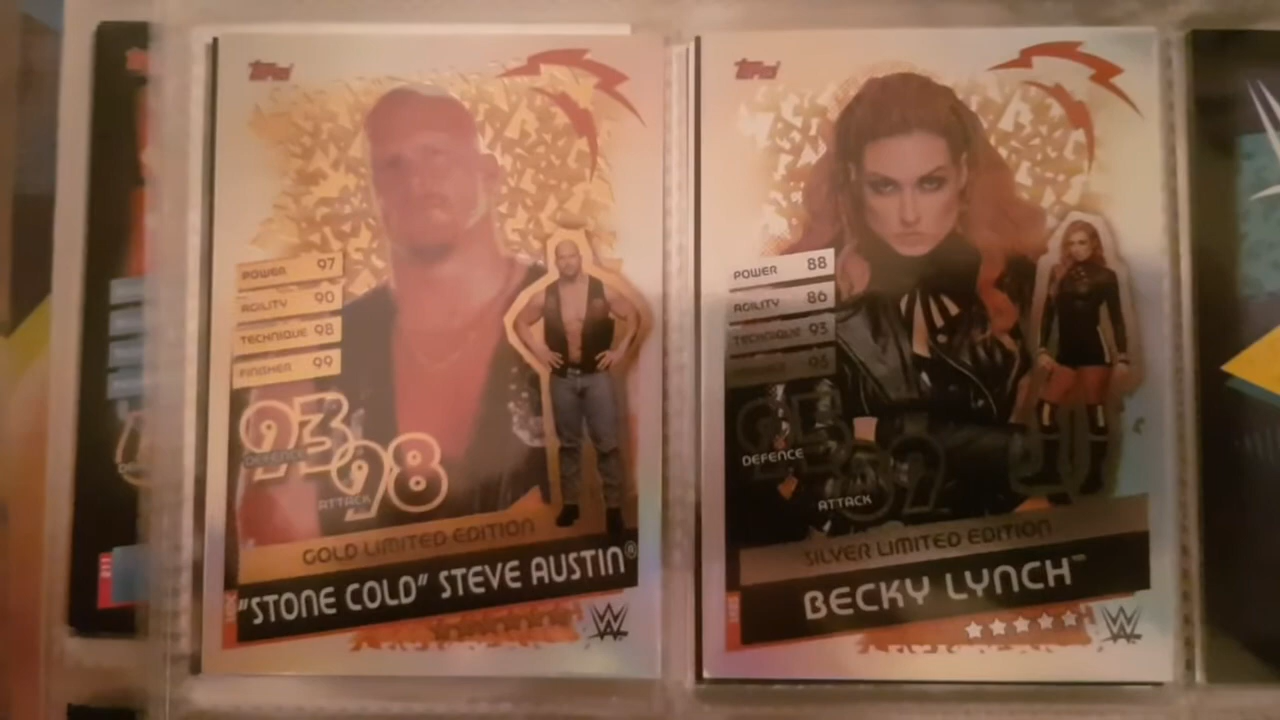 Topps
POWER 97
AGILITY 90
TECHNIQUE 98
FINISHER 99
93
DEFENCE
98
ATTACK
GOLD LIMITED EDITION
"STONE COLD" STEVE AUSTIN®
W
Topps
POWER 88
AGILITY 86
TECHNIQUE 93
DEFENCE
ATTACK
SILVER LIMITED EDITION
BECKY LYNCH™
W